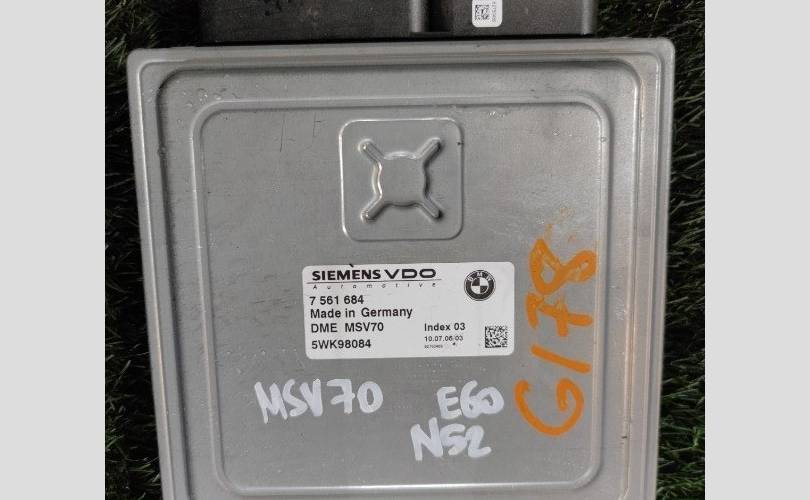 SIEMENS VDO
Automotive
BMW
7 561 684
Made in Germany
DME MSV70 Index 03
5WK98084 10.07.06/03
G178
MSV70 E60
N52